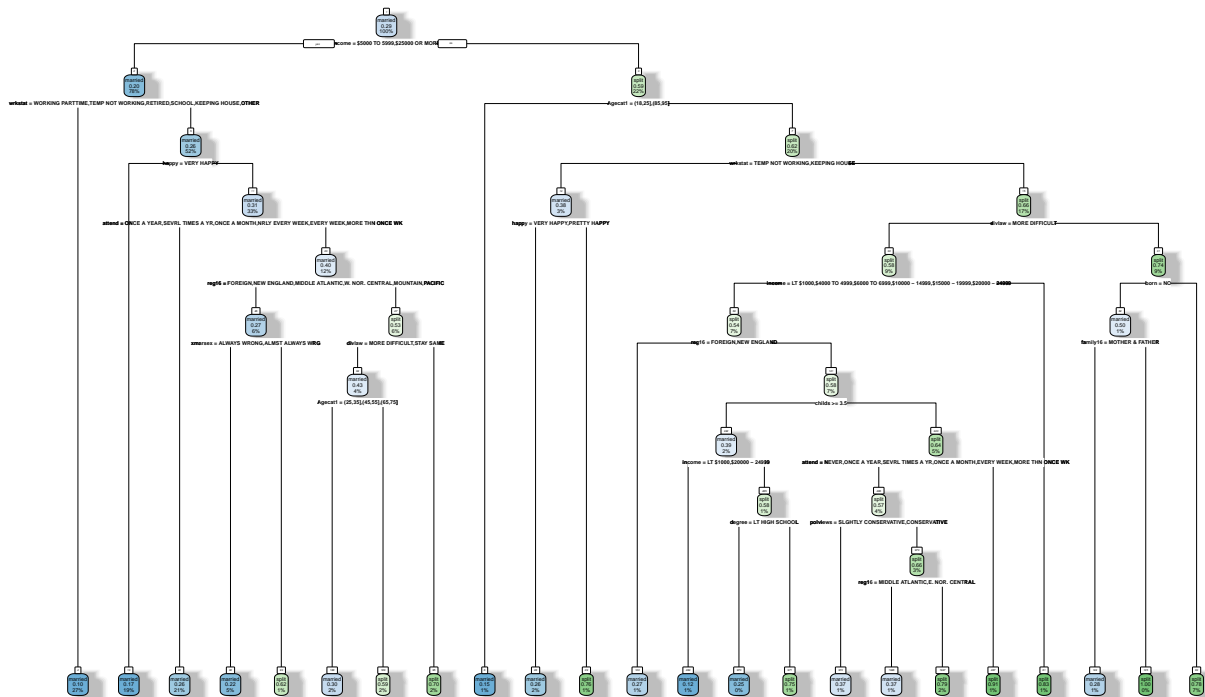 married
0.29
100%
income = $5000 TO 5999,$25000 OR MORE
married
0.20
78%
split
0.59
22%
wrkstat = WORKING PARTTIME,TEMP NOT WORKING,RETIRED,SCHOOL,KEEPING HOUSE,OTHER
Agecat1 = (18,25],(85,95]
married
0.26
52%
split
0.62
20%
happy = VERY HAPPY
wrkstat = TEMP NOT WORKING,KEEPING HOUSE
married
0.31
33%
married
0.38
3%
split
0.66
17%
attend = ONCE A YEAR,SEVRL TIMES A YR,ONCE A MONTH,NRLY EVERY WEEK,EVERY WEEK,MORE THN ONCE WK
happy = VERY HAPPY,PRETTY HAPPY
divlaw = MORE DIFFICULT
married
0.40
12%
split
0.58
9%
split
0.74
9%
reg16 = FOREIGN,NEW ENGLAND,MIDDLE ATLANTIC,W. NOR. CENTRAL,MOUNTAIN,PACIFIC
income = LT $1000,$4000 TO 4999,$6000 TO 6999,$10000 − 14999,$15000 − 19999,$20000 − 24999
born = NO
married
0.27
6%
split
0.53
6%
split
0.54
7%
married
0.50
1%
xmarsex = ALWAYS WRONG,ALMST ALWAYS WRG
divlaw = MORE DIFFICULT,STAY SAME
reg16 = FOREIGN,NEW ENGLAND
family16 = MOTHER & FATHER
married
0.43
4%
split
0.58
7%
Agecat1 = (25,35],(45,55],(65,75]
childs >= 3.5
married
0.39
2%
split
0.64
5%
income = LT $1000,$20000 − 24999
attend = NEVER,ONCE A YEAR,SEVRL TIMES A YR,ONCE A MONTH,EVERY WEEK,MORE THN ONCE WK
split
0.58
1%
split
0.57
4%
degree = LT HIGH SCHOOL
polviews = SLGHTLY CONSERVATIVE,CONSERVATIVE
split
0.66
3%
reg16 = MIDDLE ATLANTIC,E. NOR. CENTRAL
married
0.10
27%
married
0.17
19%
married
0.26
21%
married
0.22
5%
split
0.62
1%
married
0.30
2%
split
0.59
2%
split
0.70
2%
married
0.15
1%
married
0.26
2%
split
0.76
1%
married
0.27
1%
married
0.12
1%
married
0.25
0%
split
0.75
1%
married
0.37
1%
married
0.37
1%
split
0.79
2%
split
0.91
1%
split
0.83
1%
married
0.28
1%
split
1.00
0%
split
0.78
7%